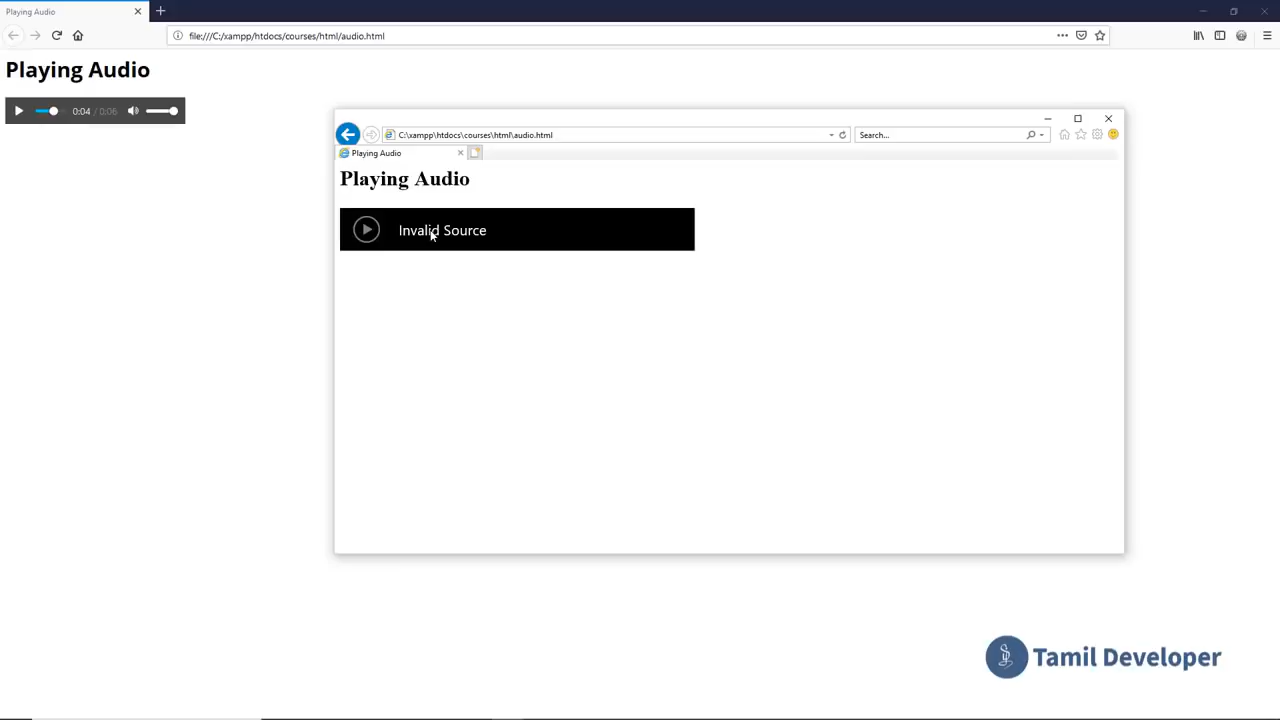 Playing Audio
file:///C:/xampp/htdocs/courses/html/audio.html
Playing Audio
0:04 / 0:06
C:\xampp\htdocs\courses\html\audio.html
Search...
Playing Audio
Playing Audio
Invalid Source
Tamil Developer